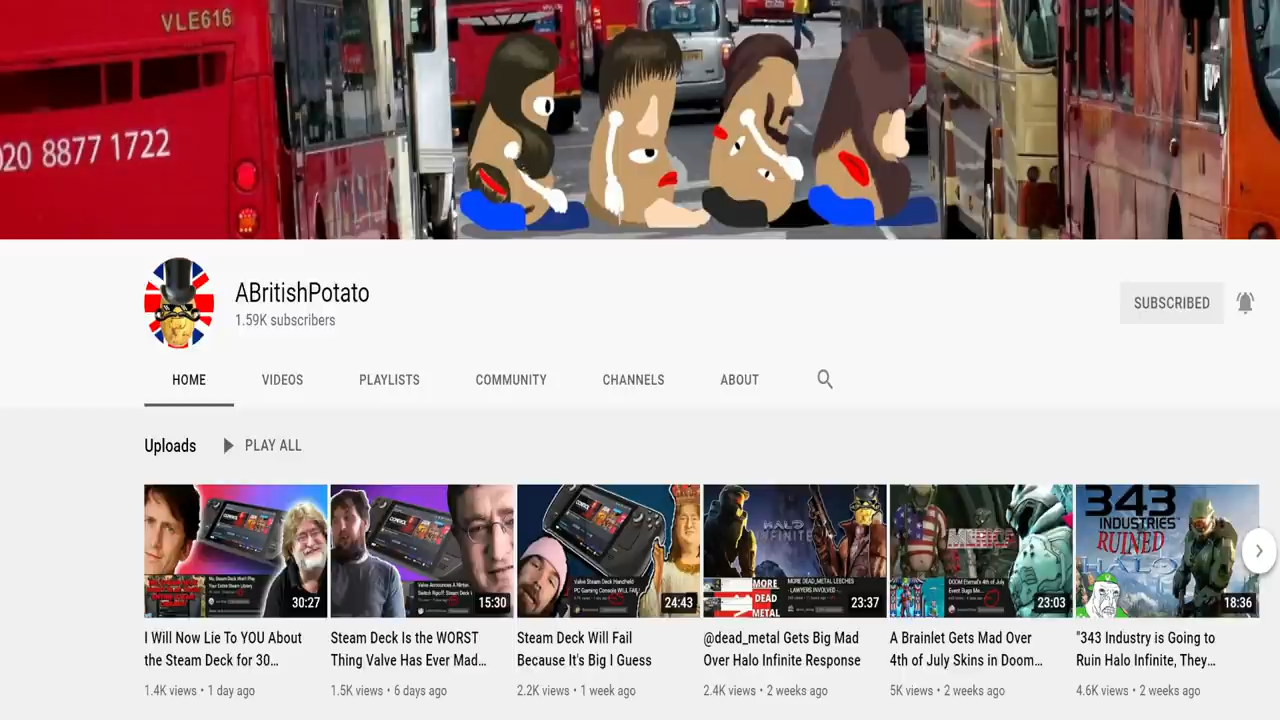 VLE616
020 8877 1722
ABritishPotato
1.59K subscribers
SUBSCRIBED
HOME
VIDEOS
PLAYLISTS
COMMUNITY
CHANNELS
ABOUT
Uploads
PLAY ALL
30:27
15:30
24:43
HALO
INFINITE
MORE
DEAD
METAL
23:37
23:03
343
INDUSTRIES
RUINED
HALO
18:36
I Will Now Lie To YOU About
the Steam Deck for 30...
1.4K views • 1 day ago
Steam Deck Is the WORST
Thing Valve Has Ever Mad...
1.5K views • 6 days ago
Steam Deck Will Fail
Because It's Big I Guess
2.2K views • 1 week ago
@dead_metal Gets Big Mad
Over Halo Infinite Response
2.4K views • 2 weeks ago
A Brainlet Gets Mad Over
4th of July Skins in Doom...
5K views • 2 weeks ago
"343 Industry is Going to
Ruin Halo Infinite, They...
4.6K views • 2 weeks ago